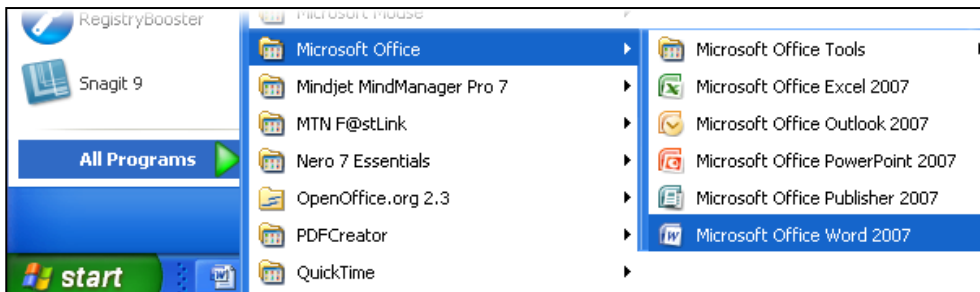 RegistryBooster
Snagit 9
All Programs
start
Microsoft Mouse
Microsoft Office
Mindjet MindManager Pro 7
MTN F@stLink
Nero 7 Essentials
OpenOffice.org 2.3
PDFCreator
QuickTime
Microsoft Office Tools
Microsoft Office Excel 2007
Microsoft Office Outlook 2007
Microsoft Office PowerPoint 2007
Microsoft Office Publisher 2007
Microsoft Office Word 2007